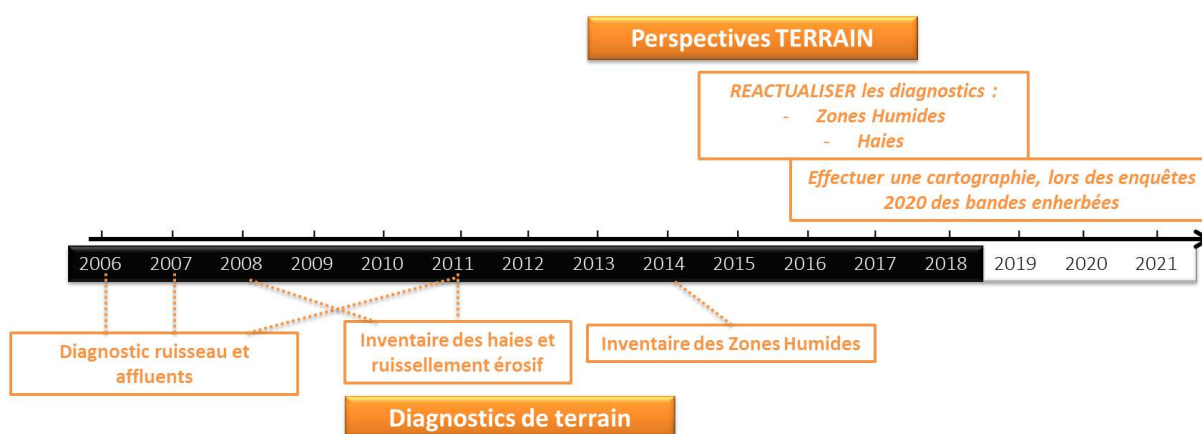 Perspectives TERRAIN
REACTUALISER les diagnostics :
- Zones Humides
- Haies
Effectuer une cartographie, lors des enquêtes
2020 des bandes enherbées
2006 2007 2008 2009 2010 2011 2012 2013 2014 2015 2016 2017 2018 2019 2020 2021
Diagnostic ruisseau et
affluents
Inventaire des haies et
ruissellement érosif
Inventaire des Zones Humides
Diagnostics de terrain